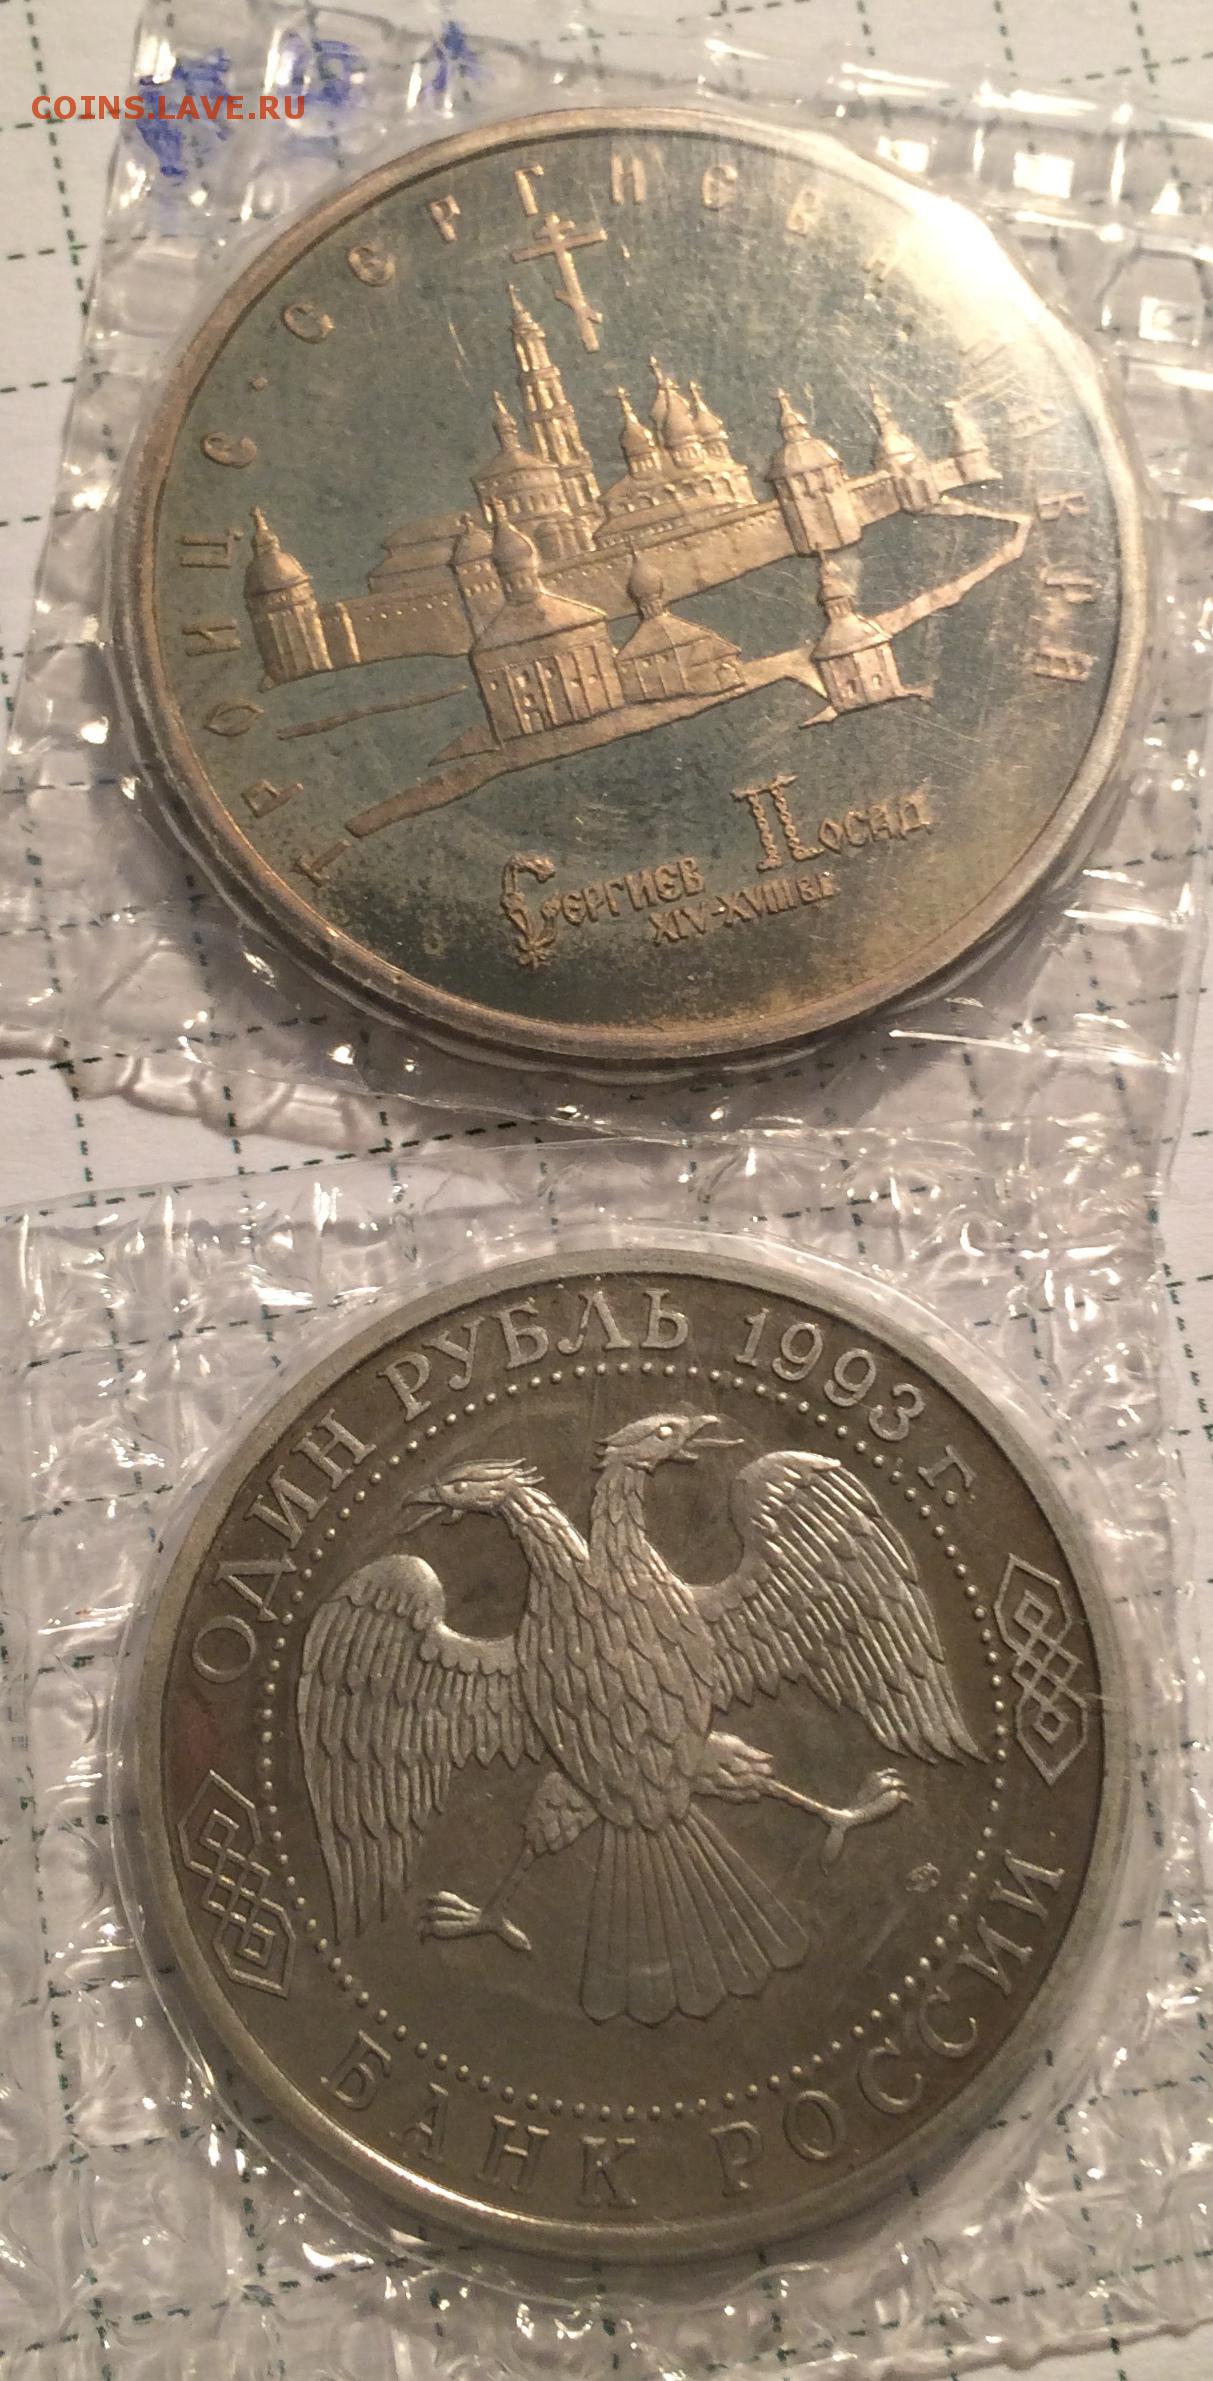 COINS.LAVE.RU
ТРОИЦЕ · СЕРГИЕВА ЛАВРА
СЕРГИЕВ ПОСАД
XIV-XVIII ВВ
ОДИН РУБЛЬ 1993 г.
БАНК РОССИИ